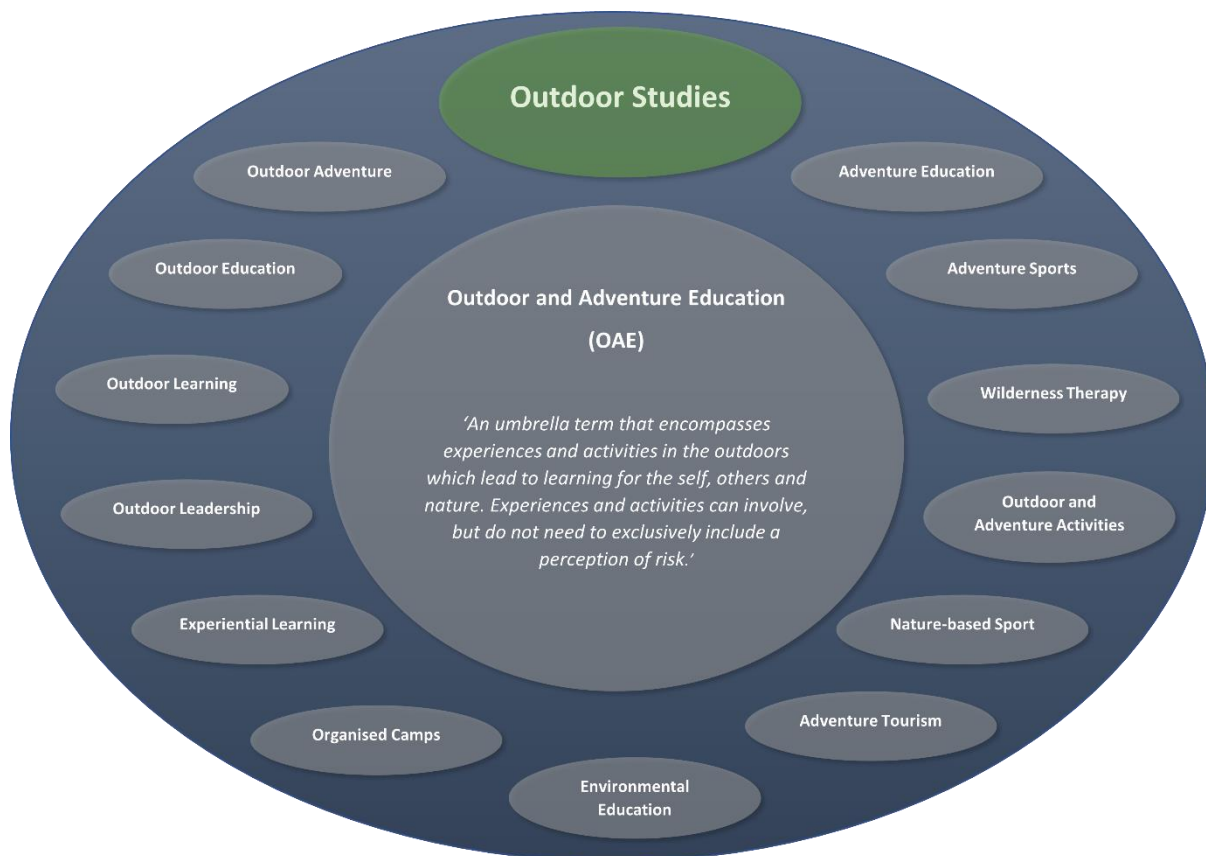 Outdoor Studies
Outdoor Adventure
Adventure Education
Outdoor Education
Adventure Sports
Outdoor and Adventure Education
(OAE)
Outdoor Learning
Wilderness Therapy
‘An umbrella term that encompasses
experiences and activities in the outdoors
which lead to learning for the self, others and
nature. Experiences and activities can involve,
but do not need to exclusively include a
perception of risk.’
Outdoor Leadership
Outdoor and
Adventure Activities
Experiential Learning
Nature-based Sport
Organised Camps
Adventure Tourism
Environmental
Education